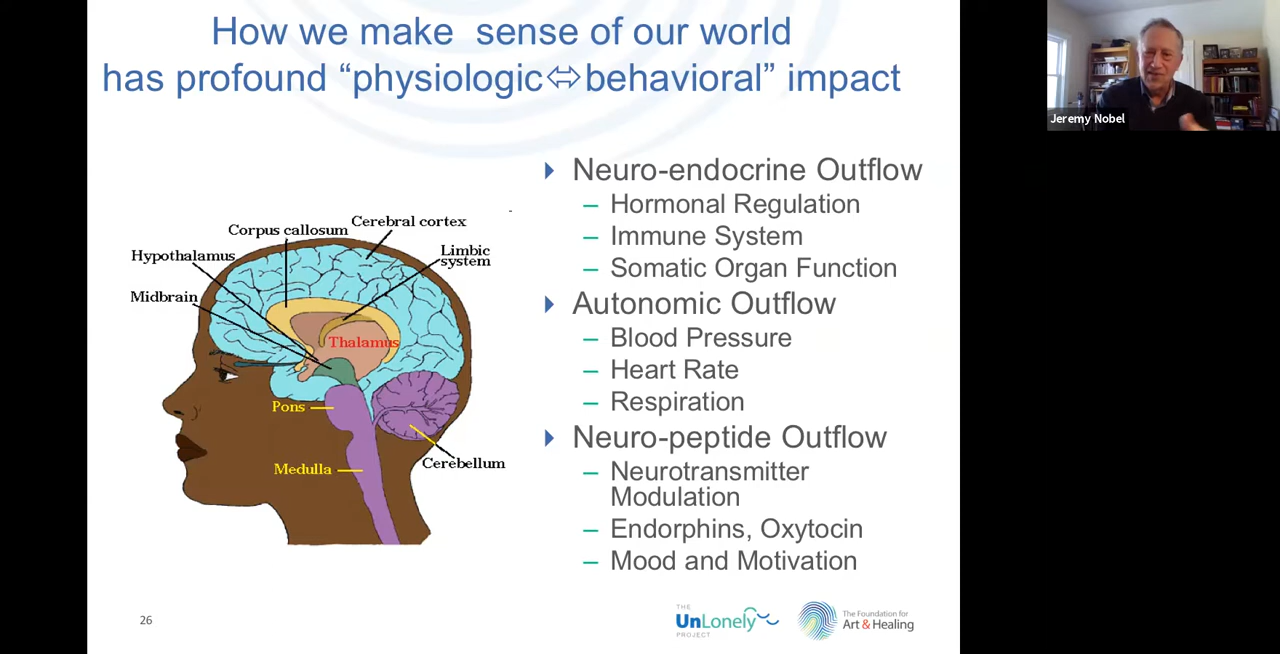 How we make sense of our world
has profound “physiologic⬄behavioral” impact
Jeremy Nobel
Corpus callosum
Cerebral cortex
Hypothalamus
Limbic
system
Midbrain
Thalamus
Pons
Cerebellum
Medulla
Neuro-endocrine Outflow
– Hormonal Regulation
– Immune System
– Somatic Organ Function
Autonomic Outflow
– Blood Pressure
– Heart Rate
– Respiration
Neuro-peptide Outflow
– Neurotransmitter
Modulation
– Endorphins, Oxytocin
– Mood and Motivation
26
THE
UnLonely
PROJECT
The Foundation for
Art & Healing